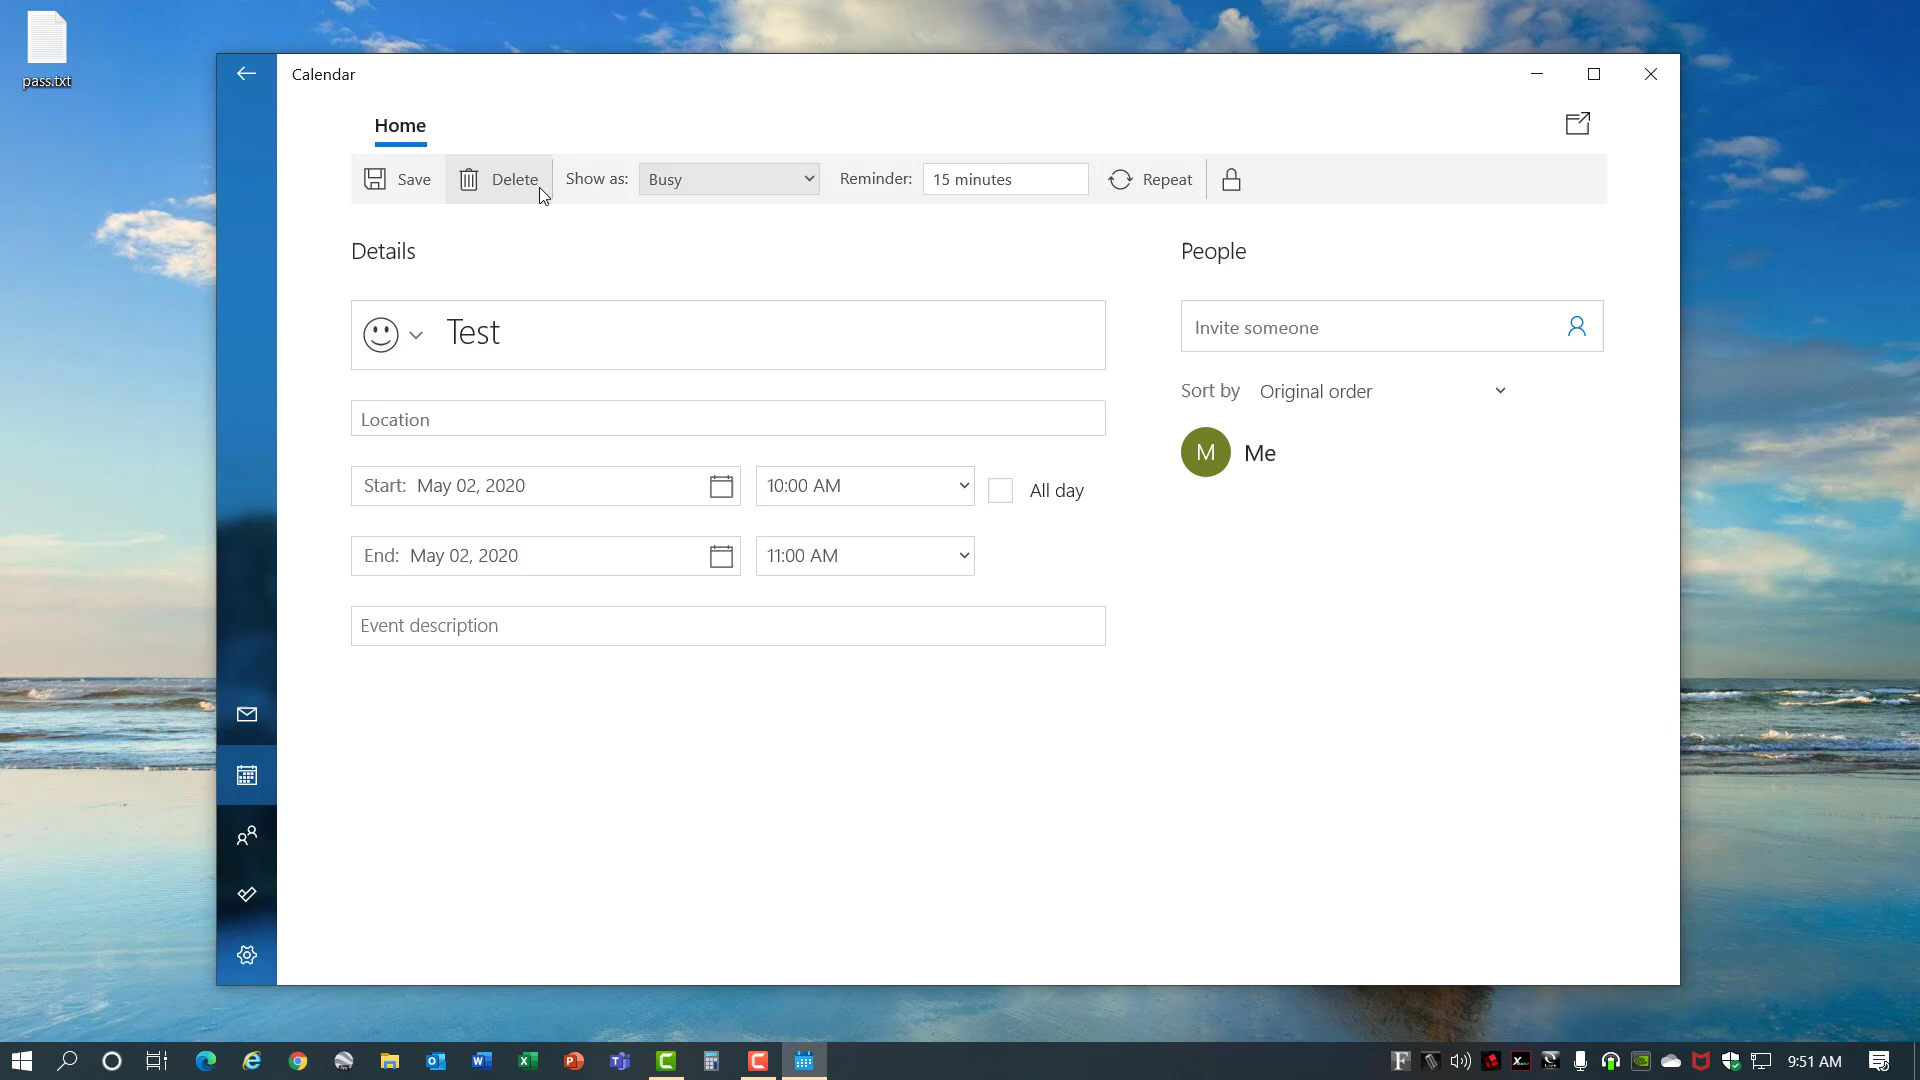 pass.txt
Calendar
Home
Save Delete Show as: Busy Reminder: 15 minutes Repeat
Details
People
Test
Invite someone
Location
Sort by Original order
M Me
Start: May 02, 2020 10:00 AM All day
End: May 02, 2020 11:00 AM
Event description
9:51 AM